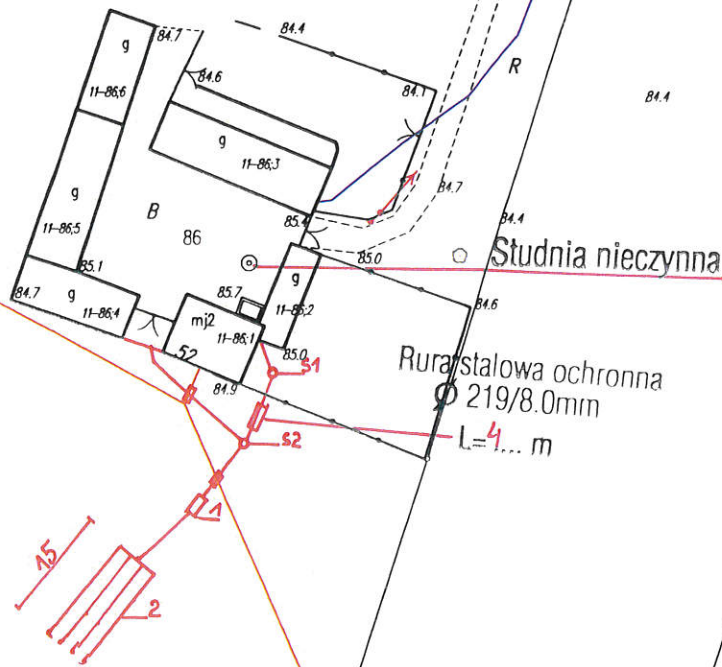 84.4
g
84.7
R
84.6
84.1
84.4
11-86;6
g
11-86;3
g
84.7
B
86
85.4
84.4
11-86;5
85.0
Studnia nieczynna
85.1
g
84.7
g
11-86;4
85.7
11-86;2
84.6
mj2
11-86;1
52
85.0
S1
Rura stalowa ochronna
84.9
Ø 219/8.0mm
S2
L=4... m
1
15
2